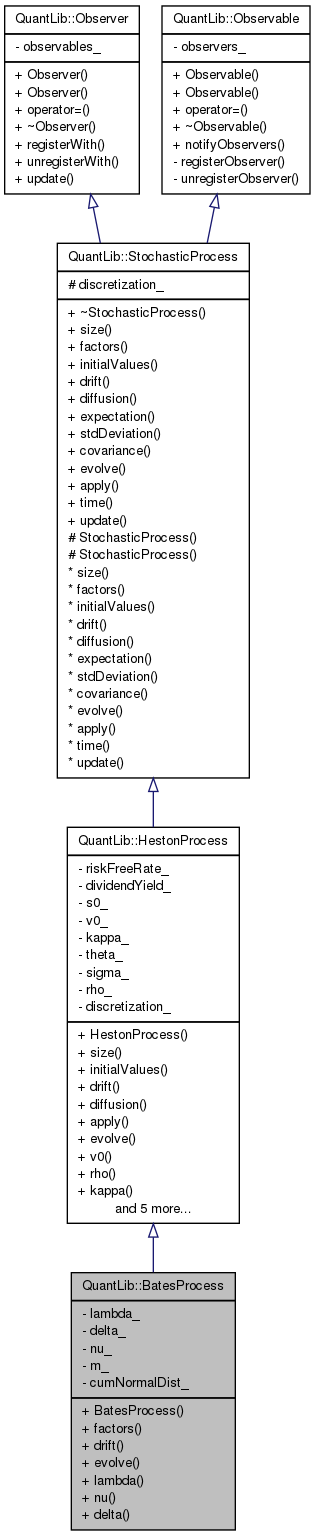 QuantLib::Observer
- observables_
+ Observer()
+ Observer()
+ operator=()
+ ~Observer()
+ registerWith()
+ unregisterWith()
+ update()
QuantLib::Observable
- observers_
+ Observable()
+ Observable()
+ operator=()
+ ~Observable()
+ notifyObservers()
- registerObserver()
- unregisterObserver()
QuantLib::StochasticProcess
# discretization_
+ ~StochasticProcess()
+ size()
+ factors()
+ initialValues()
+ drift()
+ diffusion()
+ expectation()
+ stdDeviation()
+ covariance()
+ evolve()
+ apply()
+ time()
+ update()
# StochasticProcess()
# StochasticProcess()
* size()
* factors()
* initialValues()
* drift()
* diffusion()
* expectation()
* stdDeviation()
* covariance()
* evolve()
* apply()
* time()
* update()
QuantLib::HestonProcess
- riskFreeRate_
- dividendYield_
- s0_
- v0_
- kappa_
- theta_
- sigma_
- rho_
- discretization_
+ HestonProcess()
+ size()
+ initialValues()
+ drift()
+ diffusion()
+ apply()
+ evolve()
+ v0()
+ rho()
+ kappa()
and 5 more...
QuantLib::BatesProcess
- lambda_
- delta_
- nu_
- m_
- cumNormalDist_
+ BatesProcess()
+ factors()
+ drift()
+ evolve()
+ lambda()
+ nu()
+ delta()